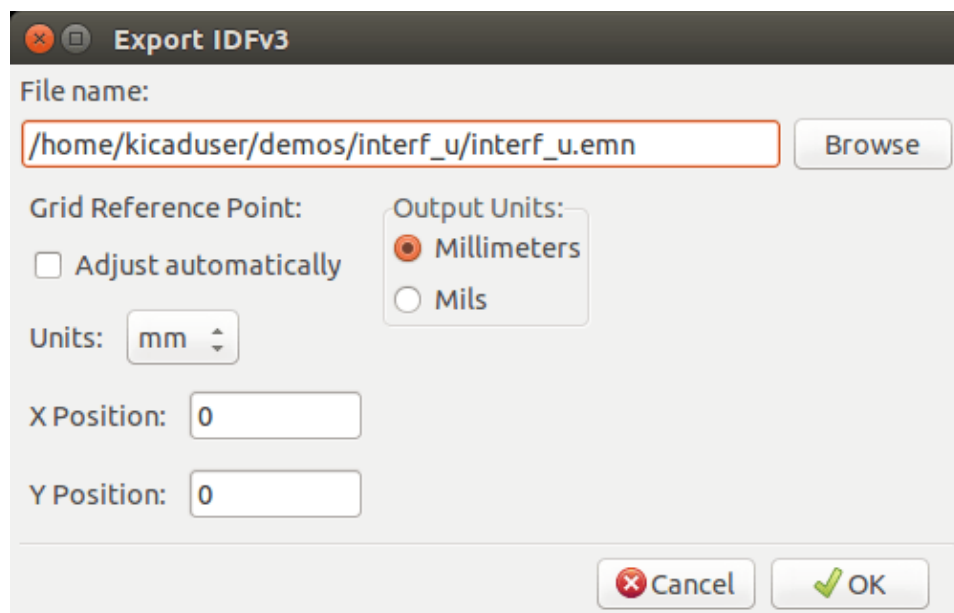 Export IDFv3
File name:
/home/kicaduser/demos/interf_u/interf_u.emn
Browse
Grid Reference Point:
Adjust automatically
Units: mm
X Position: 0
Y Position: 0
Output Units:
Millimeters
Mils
Cancel
OK